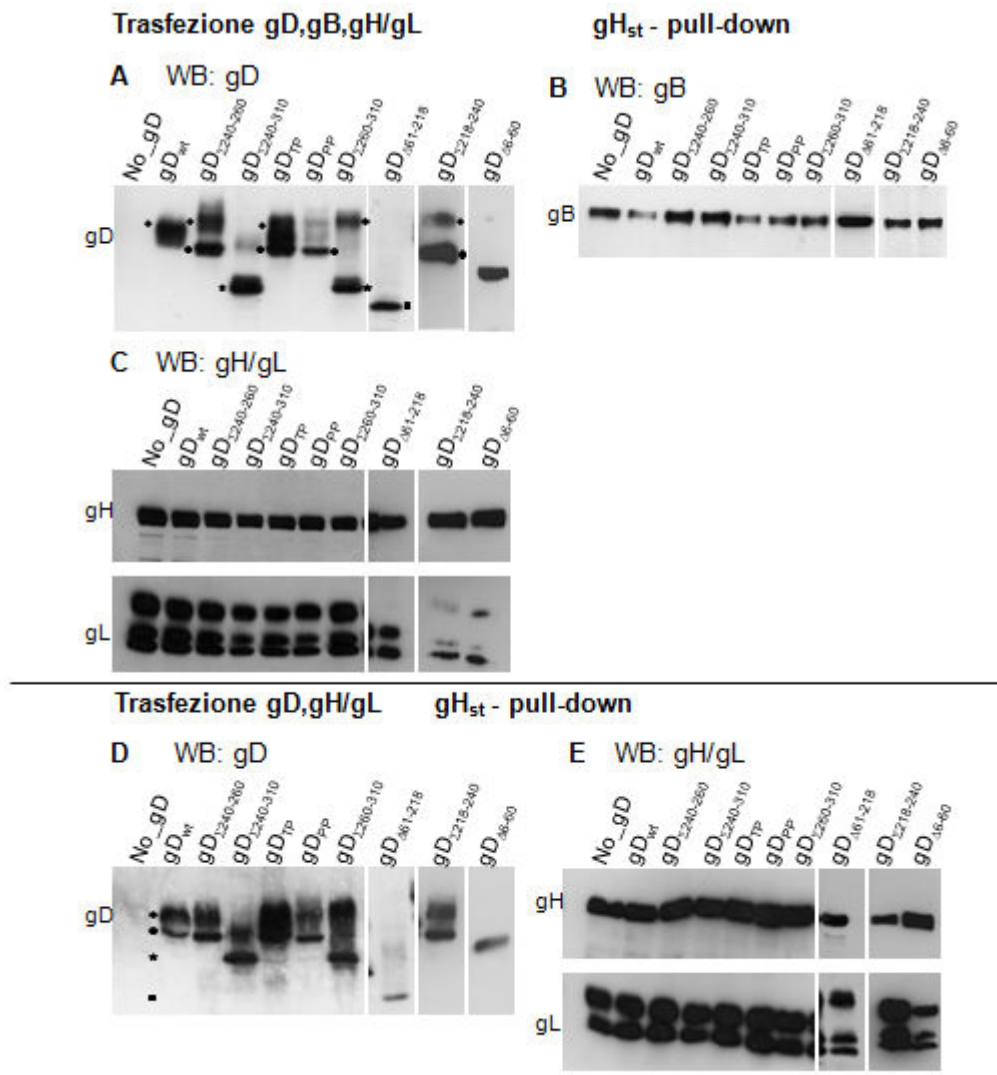 Trasfezione gD,gB,gH/gL
gHst - pull-down
A WB: gD
No_gD gDwt gDΣ240-260 gDΣ240-310 gDTP gDPP gDΣ260-310 gDΔ61-218 gDΣ218-240 gDΔ6-60
gD
B WB: gB
No_gD gDwt gDΣ240-260 gDΣ240-310 gDTP gDPP gDΣ260-310 gDΔ61-218 gDΣ218-240 gDΔ6-60
gB
C WB: gH/gL
No_gD gDwt gDΣ240-260 gDΣ240-310 gDTP gDPP gDΣ260-310 gDΔ61-218 gDΣ218-240 gDΔ6-60
gH
gL
Trasfezione gD,gH/gL gHst - pull-down
D WB: gD
No_gD gDwt gDΣ240-260 gDΣ240-310 gDTP gDPP gDΣ260-310 gDΔ61-218 gDΣ218-240 gDΔ6-60
gD
E WB: gH/gL
No_gD gDwt gDΣ240-260 gDΣ240-310 gDTP gDPP gDΣ260-310 gDΔ61-218 gDΣ218-240 gDΔ6-60
gH
gL